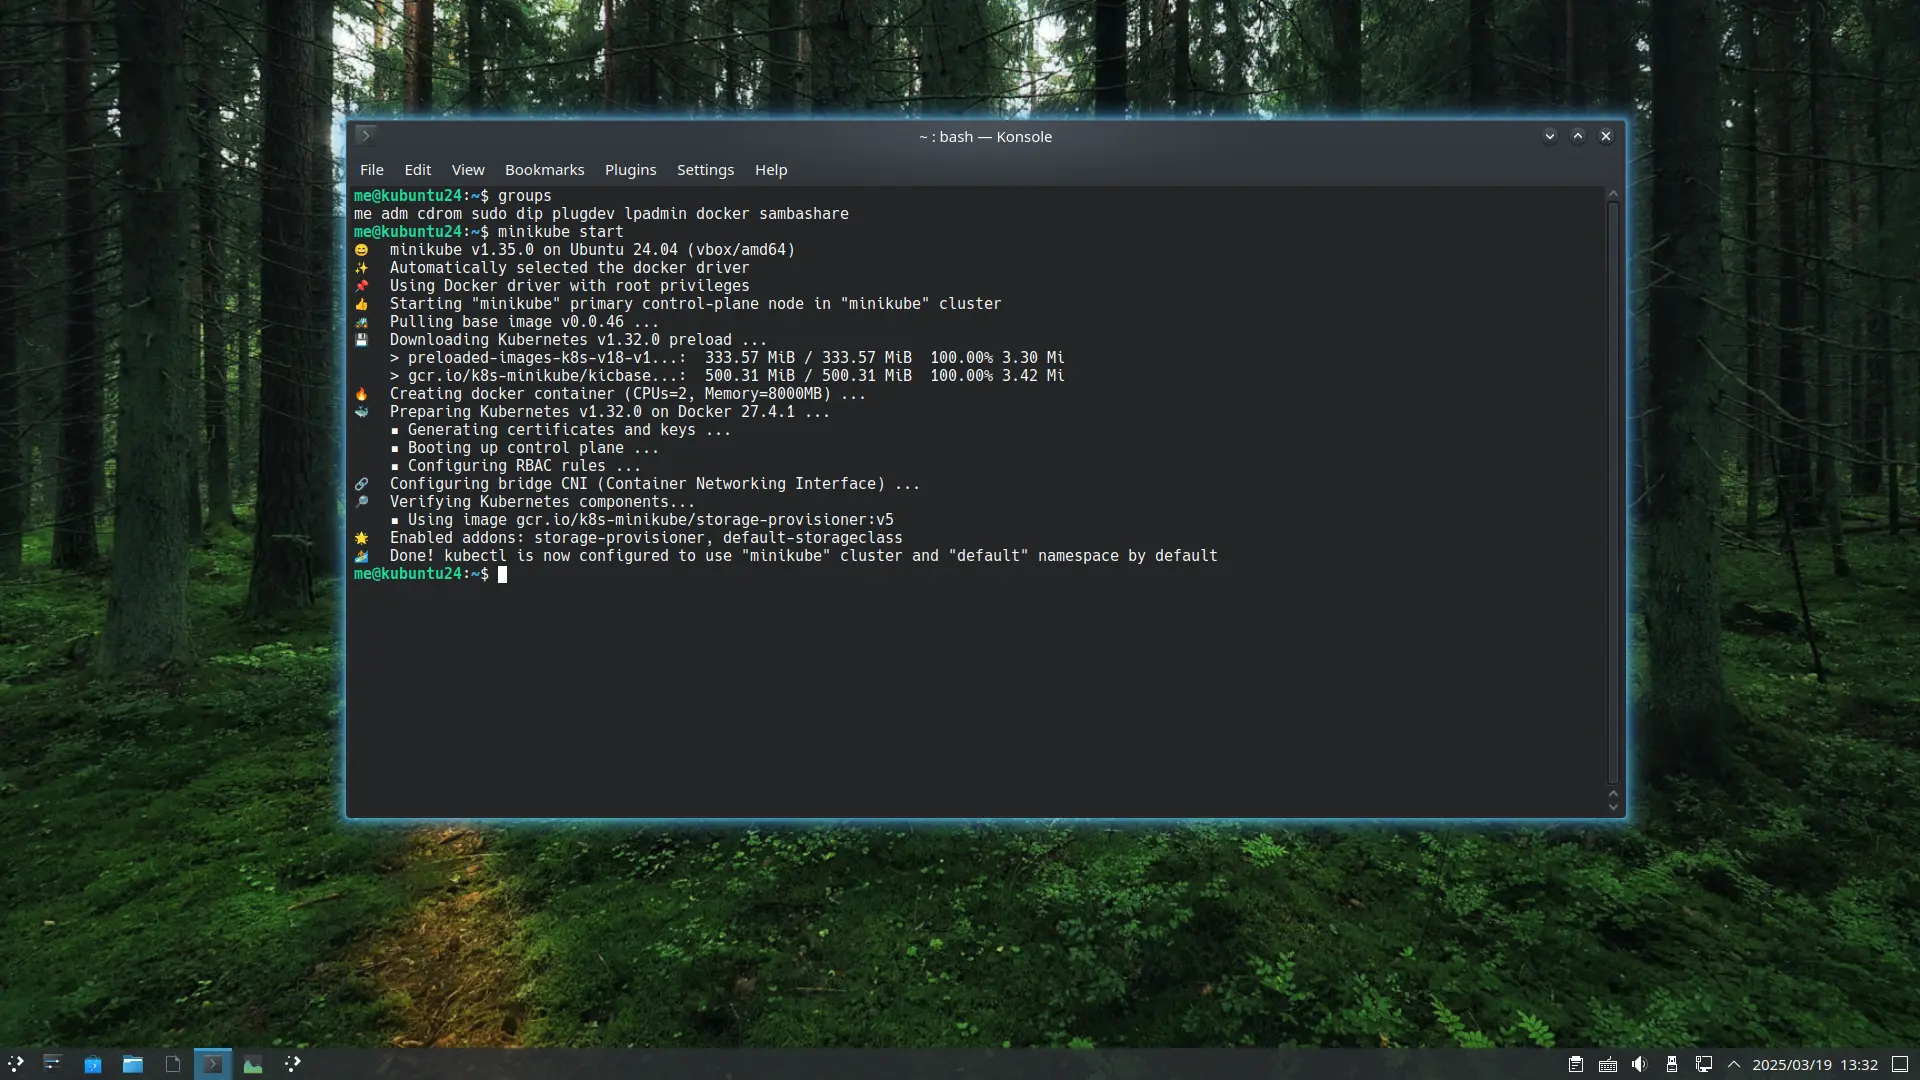 ~ : bash — Konsole
File Edit View Bookmarks Plugins Settings Help
me@kubuntu24:~$ groups
me adm cdrom sudo dip plugdev lpadmin docker sambashare
me@kubuntu24:~$ minikube start
😄 minikube v1.35.0 on Ubuntu 24.04 (vbox/amd64)
✨ Automatically selected the docker driver
📌 Using Docker driver with root privileges
👍 Starting "minikube" primary control-plane node in "minikube" cluster
🚜 Pulling base image v0.0.46 ...
💾 Downloading Kubernetes v1.32.0 preload ...
> preloaded-images-k8s-v18-v1...: 333.57 MiB / 333.57 MiB 100.00% 3.30 Mi
> gcr.io/k8s-minikube/kicbase...: 500.31 MiB / 500.31 MiB 100.00% 3.42 Mi
🔥 Creating docker container (CPUs=2, Memory=8000MB) ...
🐳 Preparing Kubernetes v1.32.0 on Docker 27.4.1 ...
▪ Generating certificates and keys ...
▪ Booting up control plane ...
▪ Configuring RBAC rules ...
🔗 Configuring bridge CNI (Container Networking Interface) ...
🔎 Verifying Kubernetes components...
▪ Using image gcr.io/k8s-minikube/storage-provisioner:v5
🌟 Enabled addons: storage-provisioner, default-storageclass
🏄 Done! kubectl is now configured to use "minikube" cluster and "default" namespace by default
me@kubuntu24:~$
2025/03/19 13:32